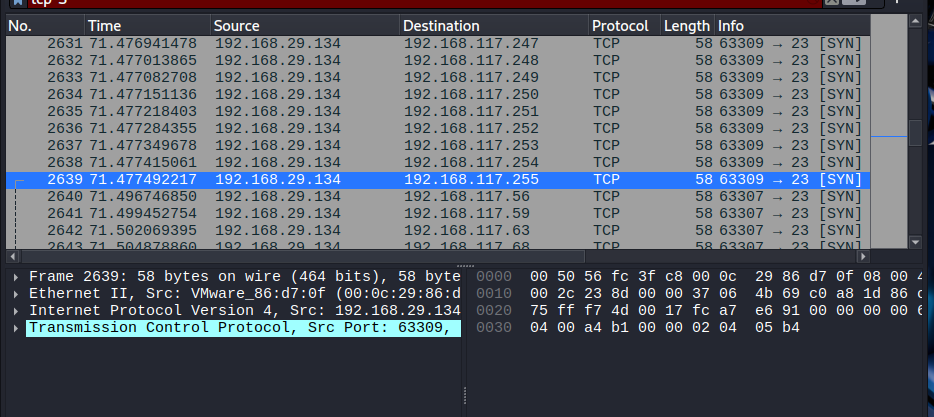 No. Time Source Destination Protocol Length Info
2631 71.476941478 192.168.29.134 192.168.117.247 TCP 58 63309 → 23 [SYN]
2632 71.477013865 192.168.29.134 192.168.117.248 TCP 58 63309 → 23 [SYN]
2633 71.477082708 192.168.29.134 192.168.117.249 TCP 58 63309 → 23 [SYN]
2634 71.477151136 192.168.29.134 192.168.117.250 TCP 58 63309 → 23 [SYN]
2635 71.477218403 192.168.29.134 192.168.117.251 TCP 58 63309 → 23 [SYN]
2636 71.477284355 192.168.29.134 192.168.117.252 TCP 58 63309 → 23 [SYN]
2637 71.477349678 192.168.29.134 192.168.117.253 TCP 58 63309 → 23 [SYN]
2638 71.477415061 192.168.29.134 192.168.117.254 TCP 58 63309 → 23 [SYN]
2639 71.477492217 192.168.29.134 192.168.117.255 TCP 58 63309 → 23 [SYN]
2640 71.496746850 192.168.29.134 192.168.117.56 TCP 58 63307 → 23 [SYN]
2641 71.499452754 192.168.29.134 192.168.117.59 TCP 58 63307 → 23 [SYN]
2642 71.502069395 192.168.29.134 192.168.117.63 TCP 58 63307 → 23 [SYN]
2643 71.504878860 192.168.29.134 192.168.117.68 TCP 58 63307 → 23 [SYN]
Frame 2639: 58 bytes on wire (464 bits), 58 byte
Ethernet II, Src: VMware_86:d7:0f (00:0c:29:86:d
Internet Protocol Version 4, Src: 192.168.29.134
Transmission Control Protocol, Src Port: 63309,
0000 00 50 56 fc 3f c8 00 0c 29 86 d7 0f 08 00 4
0010 00 2c 23 8d 00 00 37 06 4b 69 c0 a8 1d 86 c
0020 75 ff f7 4d 00 17 fc a7 e6 91 00 00 00 00 6
0030 04 00 a4 b1 00 00 02 04 05 b4